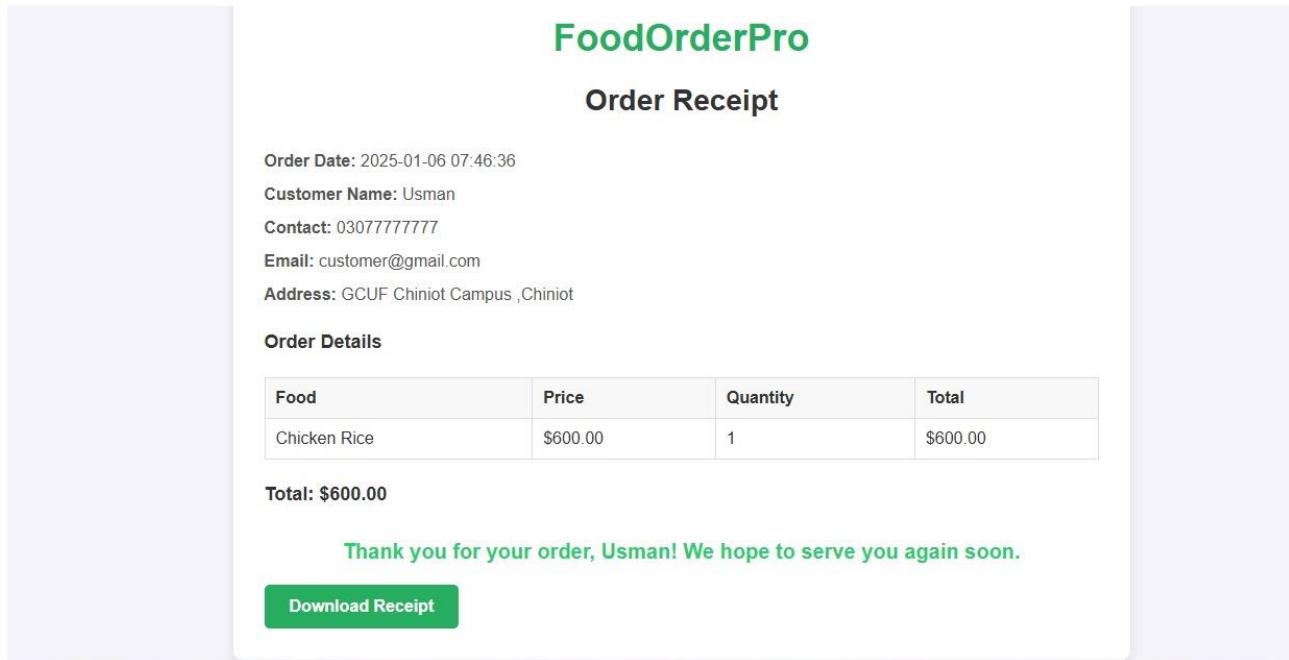 FoodOrderPro
Order Receipt
Order Date: 2025-01-06 07:46:36
Customer Name: Usman
Contact: 03077777777
Email: customer@gmail.com
Address: GCUF Chiniot Campus ,Chiniot
Order Details
Food Price Quantity Total
Chicken Rice $600.00 1 $600.00
Total: $600.00
Thank you for your order, Usman! We hope to serve you again soon.
Download Receipt